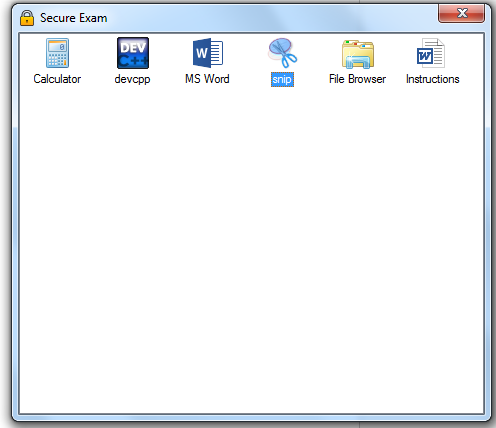 Secure Exam
Calculator
DEV
C++
devcpp
W
MS Word
snip
File Browser
W
Instructions